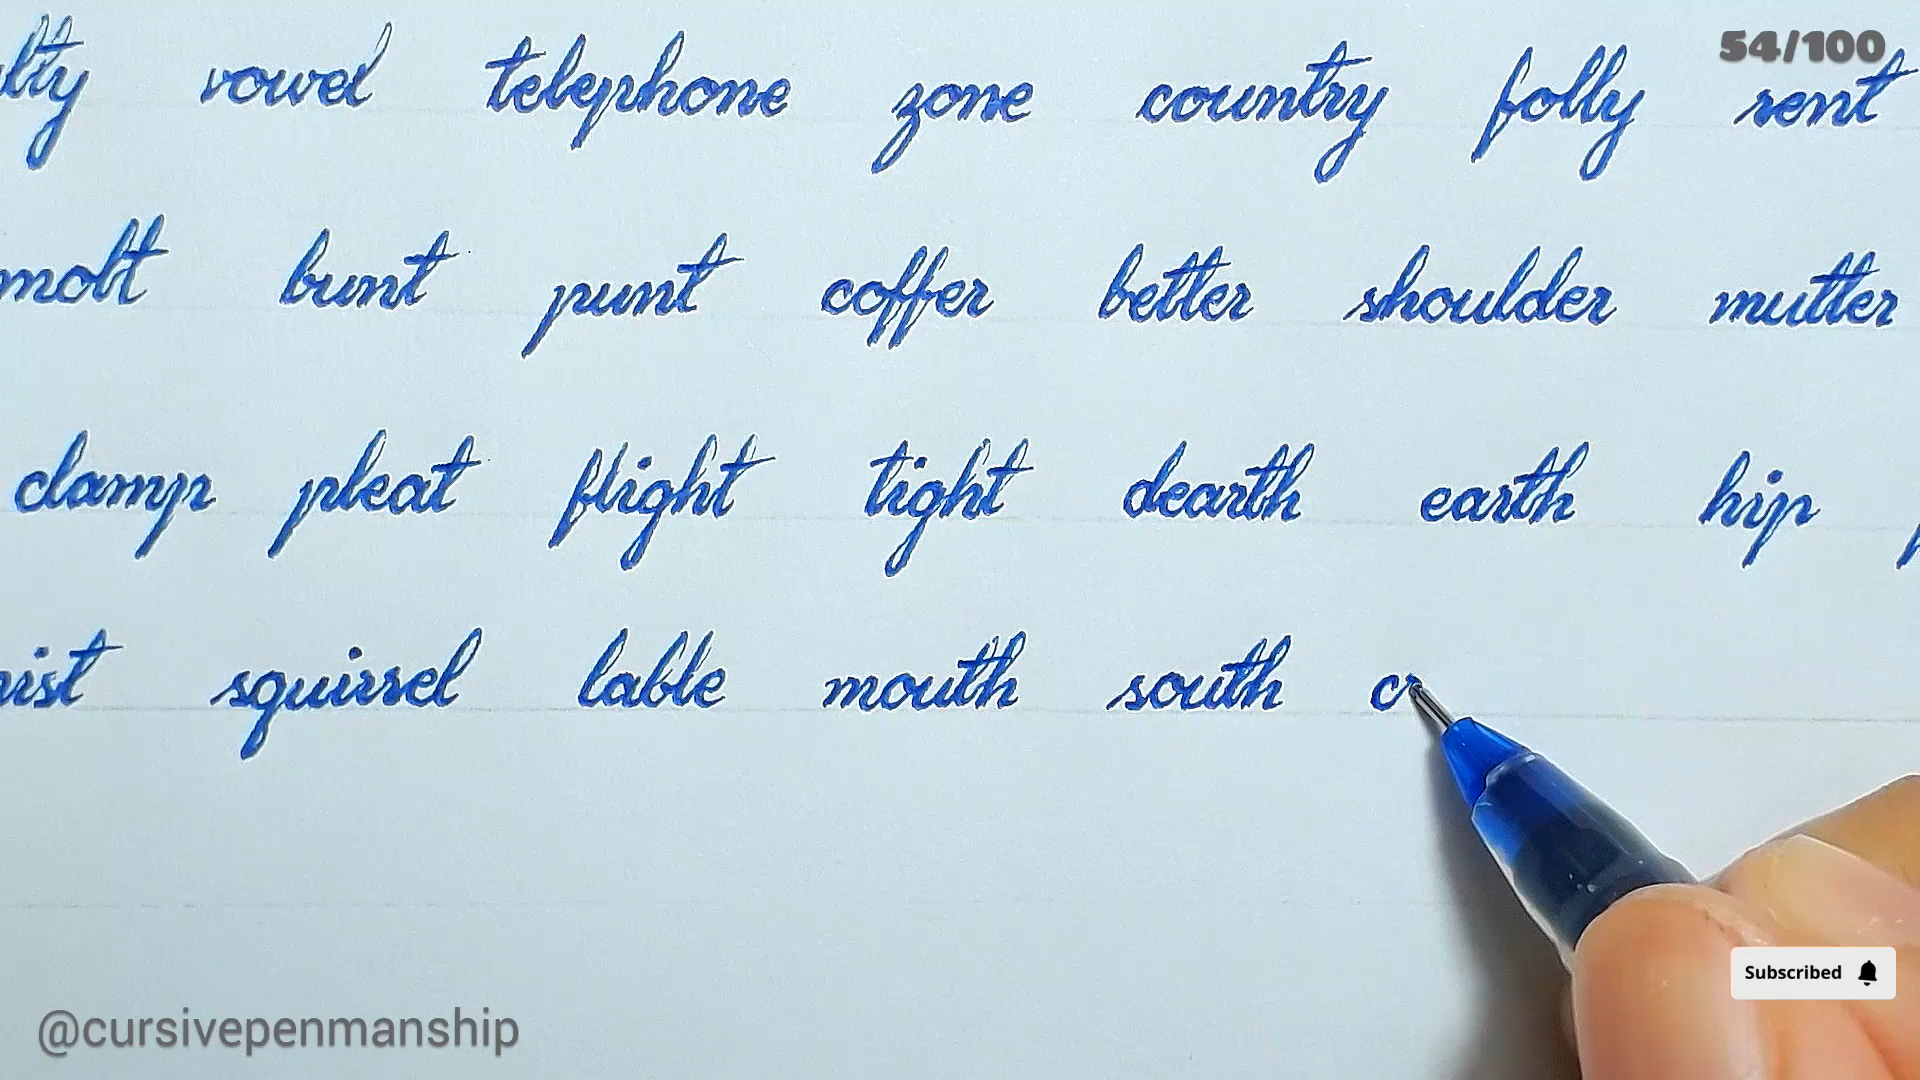 54/100
vowel telephone zone country folly rent
molt bunt punt coffer better shoulder mutter
clamp pleat flight tight dearth earth hip
squirrel lable mouth south
Subscribed
@cursivepenmanship